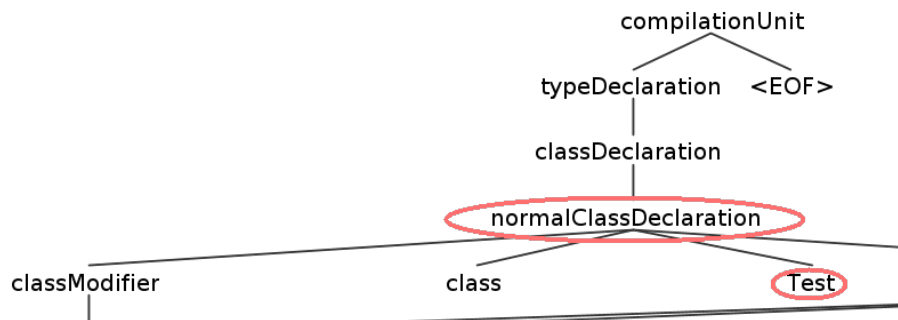 compilationUnit
typeDeclaration <EOF>
classDeclaration
normalClassDeclaration
classModifier class Test